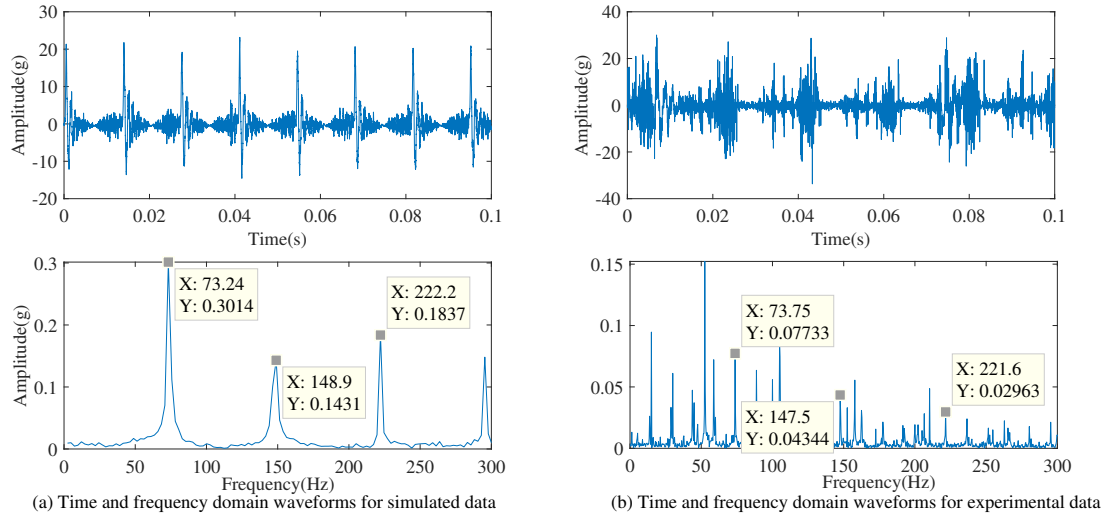 30
20
10
0
-10
-20
Amplitude(g)
0 0.02 0.04 0.06 0.08 0.1
Time(s)
40
20
0
-20
-40
Amplitude(g)
0 0.02 0.04 0.06 0.08 0.1
Time(s)
0.3
0.2
0.1
0
Amplitude(g)
X: 73.24
Y: 0.3014
X: 222.2
Y: 0.1837
X: 148.9
Y: 0.1431
0 50 100 150 200 250 300
Frequency(Hz)
(a) Time and frequency domain waveforms for simulated data
0.15
0.1
0.05
0
Amplitude(g)
X: 73.75
Y: 0.07733
X: 221.6
Y: 0.02963
X: 147.5
Y: 0.04344
0 50 100 150 200 250 300
Frequency(Hz)
(b) Time and frequency domain waveforms for experimental data